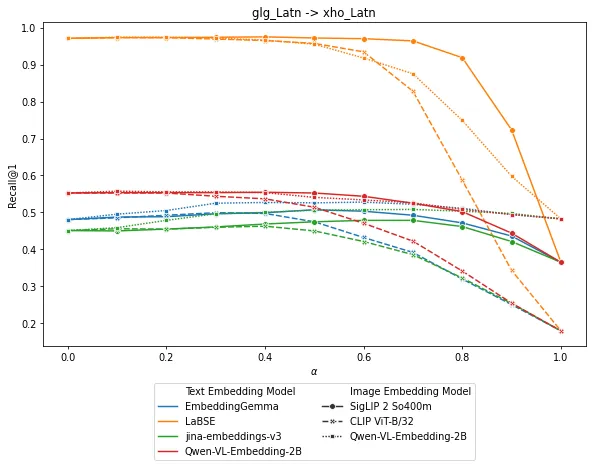 glg_Latn -> xho_Latn
Recall@1
1.0
0.9
0.8
0.7
0.6
0.5
0.4
0.3
0.2
0.0 0.2 0.4 0.6 0.8 1.0
α
Text Embedding Model
EmbeddingGemma
LaBSE
jina-embeddings-v3
Qwen-VL-Embedding-2B
Image Embedding Model
SigLIP 2 So400m
CLIP ViT-B/32
Qwen-VL-Embedding-2B